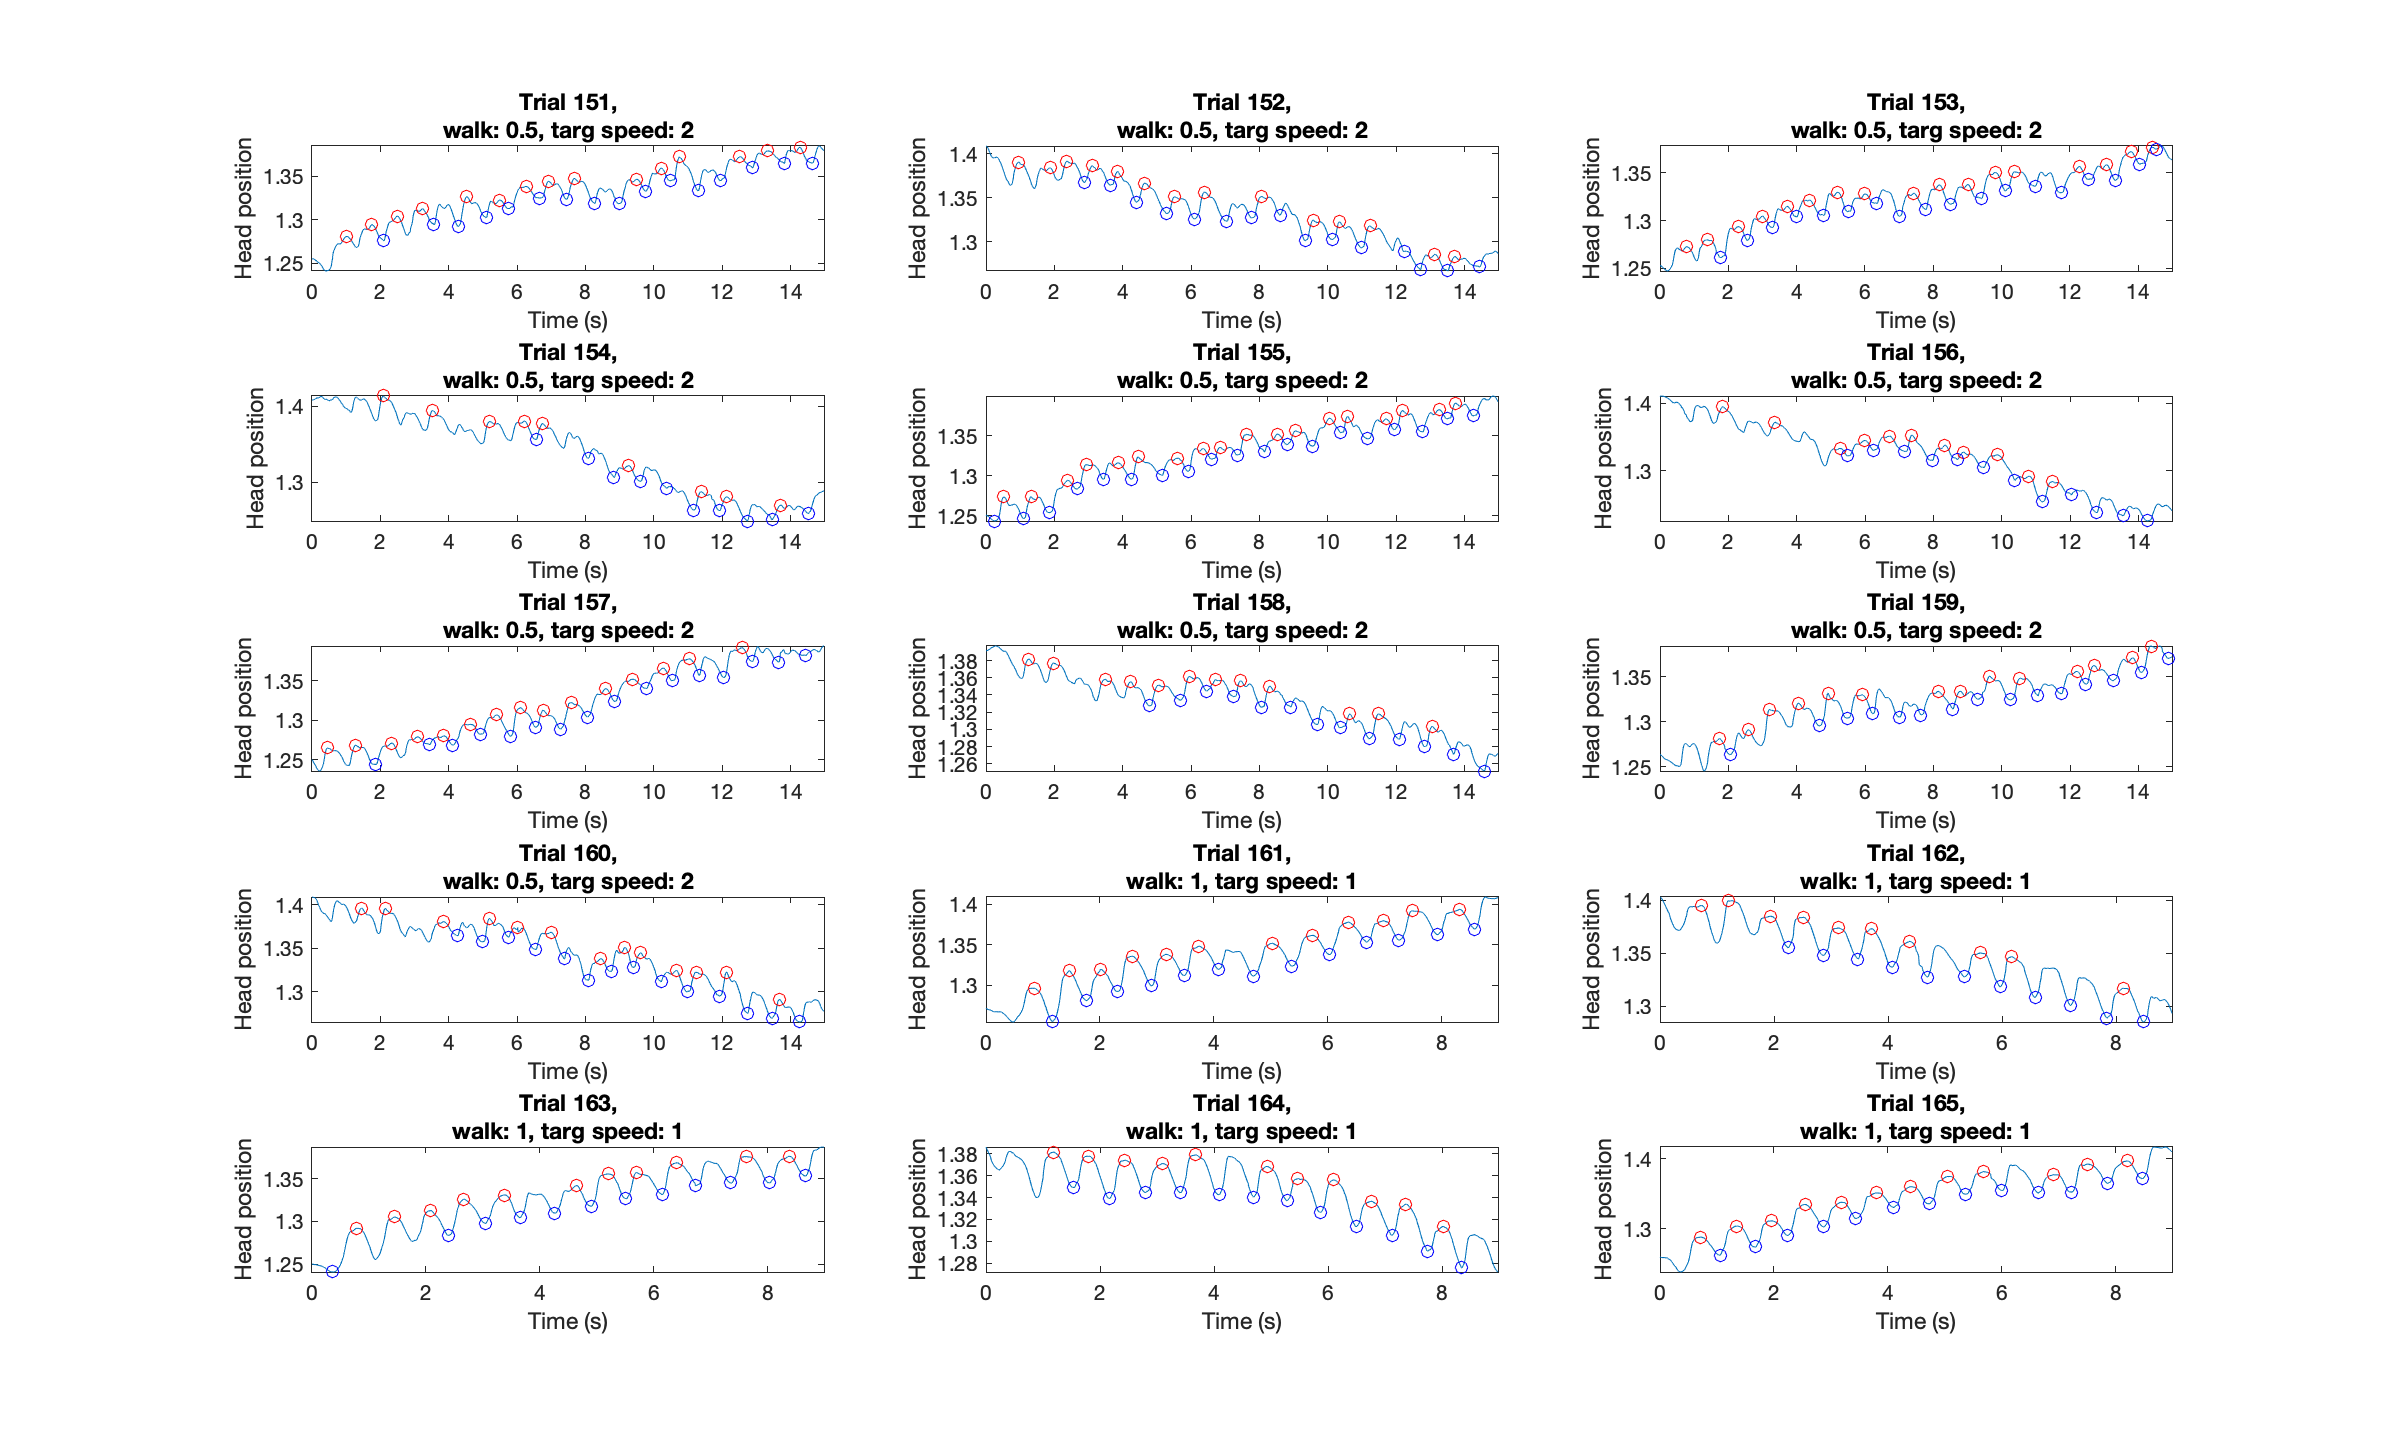 Trial 151,
walk: 0.5, targ speed: 2
Head position
1.35
1.3
1.25
0 2 4 6 8 10 12 14
Time (s)
Trial 152,
walk: 0.5, targ speed: 2
Head position
1.4
1.35
1.3
0 2 4 6 8 10 12 14
Time (s)
Trial 153,
walk: 0.5, targ speed: 2
Head position
1.35
1.3
1.25
0 2 4 6 8 10 12 14
Time (s)
Trial 154,
walk: 0.5, targ speed: 2
Head position
1.4
1.3
0 2 4 6 8 10 12 14
Time (s)
Trial 155,
walk: 0.5, targ speed: 2
Head position
1.35
1.3
1.25
0 2 4 6 8 10 12 14
Time (s)
Trial 156,
walk: 0.5, targ speed: 2
Head position
1.4
1.3
0 2 4 6 8 10 12 14
Time (s)
Trial 157,
walk: 0.5, targ speed: 2
Head position
1.35
1.3
1.25
0 2 4 6 8 10 12 14
Time (s)
Trial 158,
walk: 0.5, targ speed: 2
Head position
1.38
1.36
1.34
1.32
1.3
1.28
1.26
0 2 4 6 8 10 12 14
Time (s)
Trial 159,
walk: 0.5, targ speed: 2
Head position
1.35
1.3
1.25
0 2 4 6 8 10 12 14
Time (s)
Trial 160,
walk: 0.5, targ speed: 2
Head position
1.4
1.35
1.3
0 2 4 6 8 10 12 14
Time (s)
Trial 161,
walk: 1, targ speed: 1
Head position
1.4
1.35
1.3
0 2 4 6 8
Time (s)
Trial 162,
walk: 1, targ speed: 1
Head position
1.4
1.35
1.3
0 2 4 6 8
Time (s)
Trial 163,
walk: 1, targ speed: 1
Head position
1.35
1.3
1.25
0 2 4 6 8
Time (s)
Trial 164,
walk: 1, targ speed: 1
Head position
1.38
1.36
1.34
1.32
1.3
1.28
0 2 4 6 8
Time (s)
Trial 165,
walk: 1, targ speed: 1
Head position
1.4
1.3
0 2 4 6 8
Time (s)